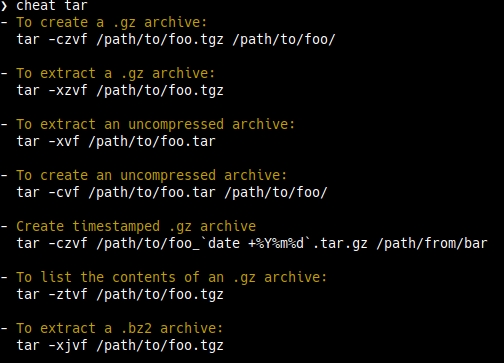 ❯ cheat tar
- To create a .gz archive:
  tar -czvf /path/to/foo.tgz /path/to/foo/
- To extract a .gz archive:
  tar -xzvf /path/to/foo.tgz
- To extract an uncompressed archive:
  tar -xvf /path/to/foo.tar
- To create an uncompressed archive:
  tar -cvf /path/to/foo.tar /path/to/foo/
- Create timestamped .gz archive
  tar -czvf /path/to/foo_`date +%Y%m%d`.tar.gz /path/from/bar
- To list the contents of an .gz archive:
  tar -ztvf /path/to/foo.tgz
- To extract a .bz2 archive:
  tar -xjvf /path/to/foo.tgz